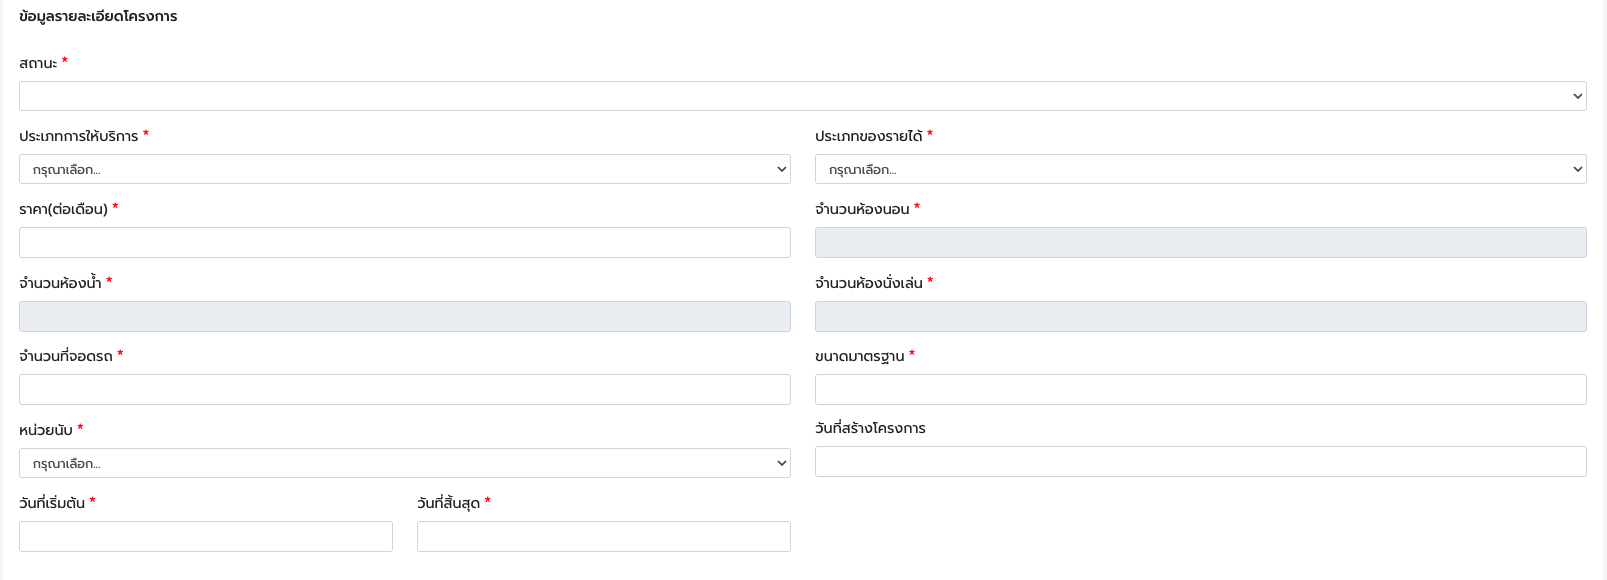 ข้อมูลรายละเอียดโครงการ
สถานะ *
ประเภทการให้บริการ *
ประเภทของรายได้ *
กรุณาเลือก...
กรุณาเลือก...
ราคา(ต่อเดือน) *
จำนวนห้องนอน *
จำนวนห้องน้ำ *
จำนวนห้องนั่งเล่น *
จำนวนที่จอดรถ *
ขนาดมาตรฐาน *
หน่วยนับ *
วันที่สร้างโครงการ
กรุณาเลือก...
วันที่เริ่มต้น *
วันที่สิ้นสุด *